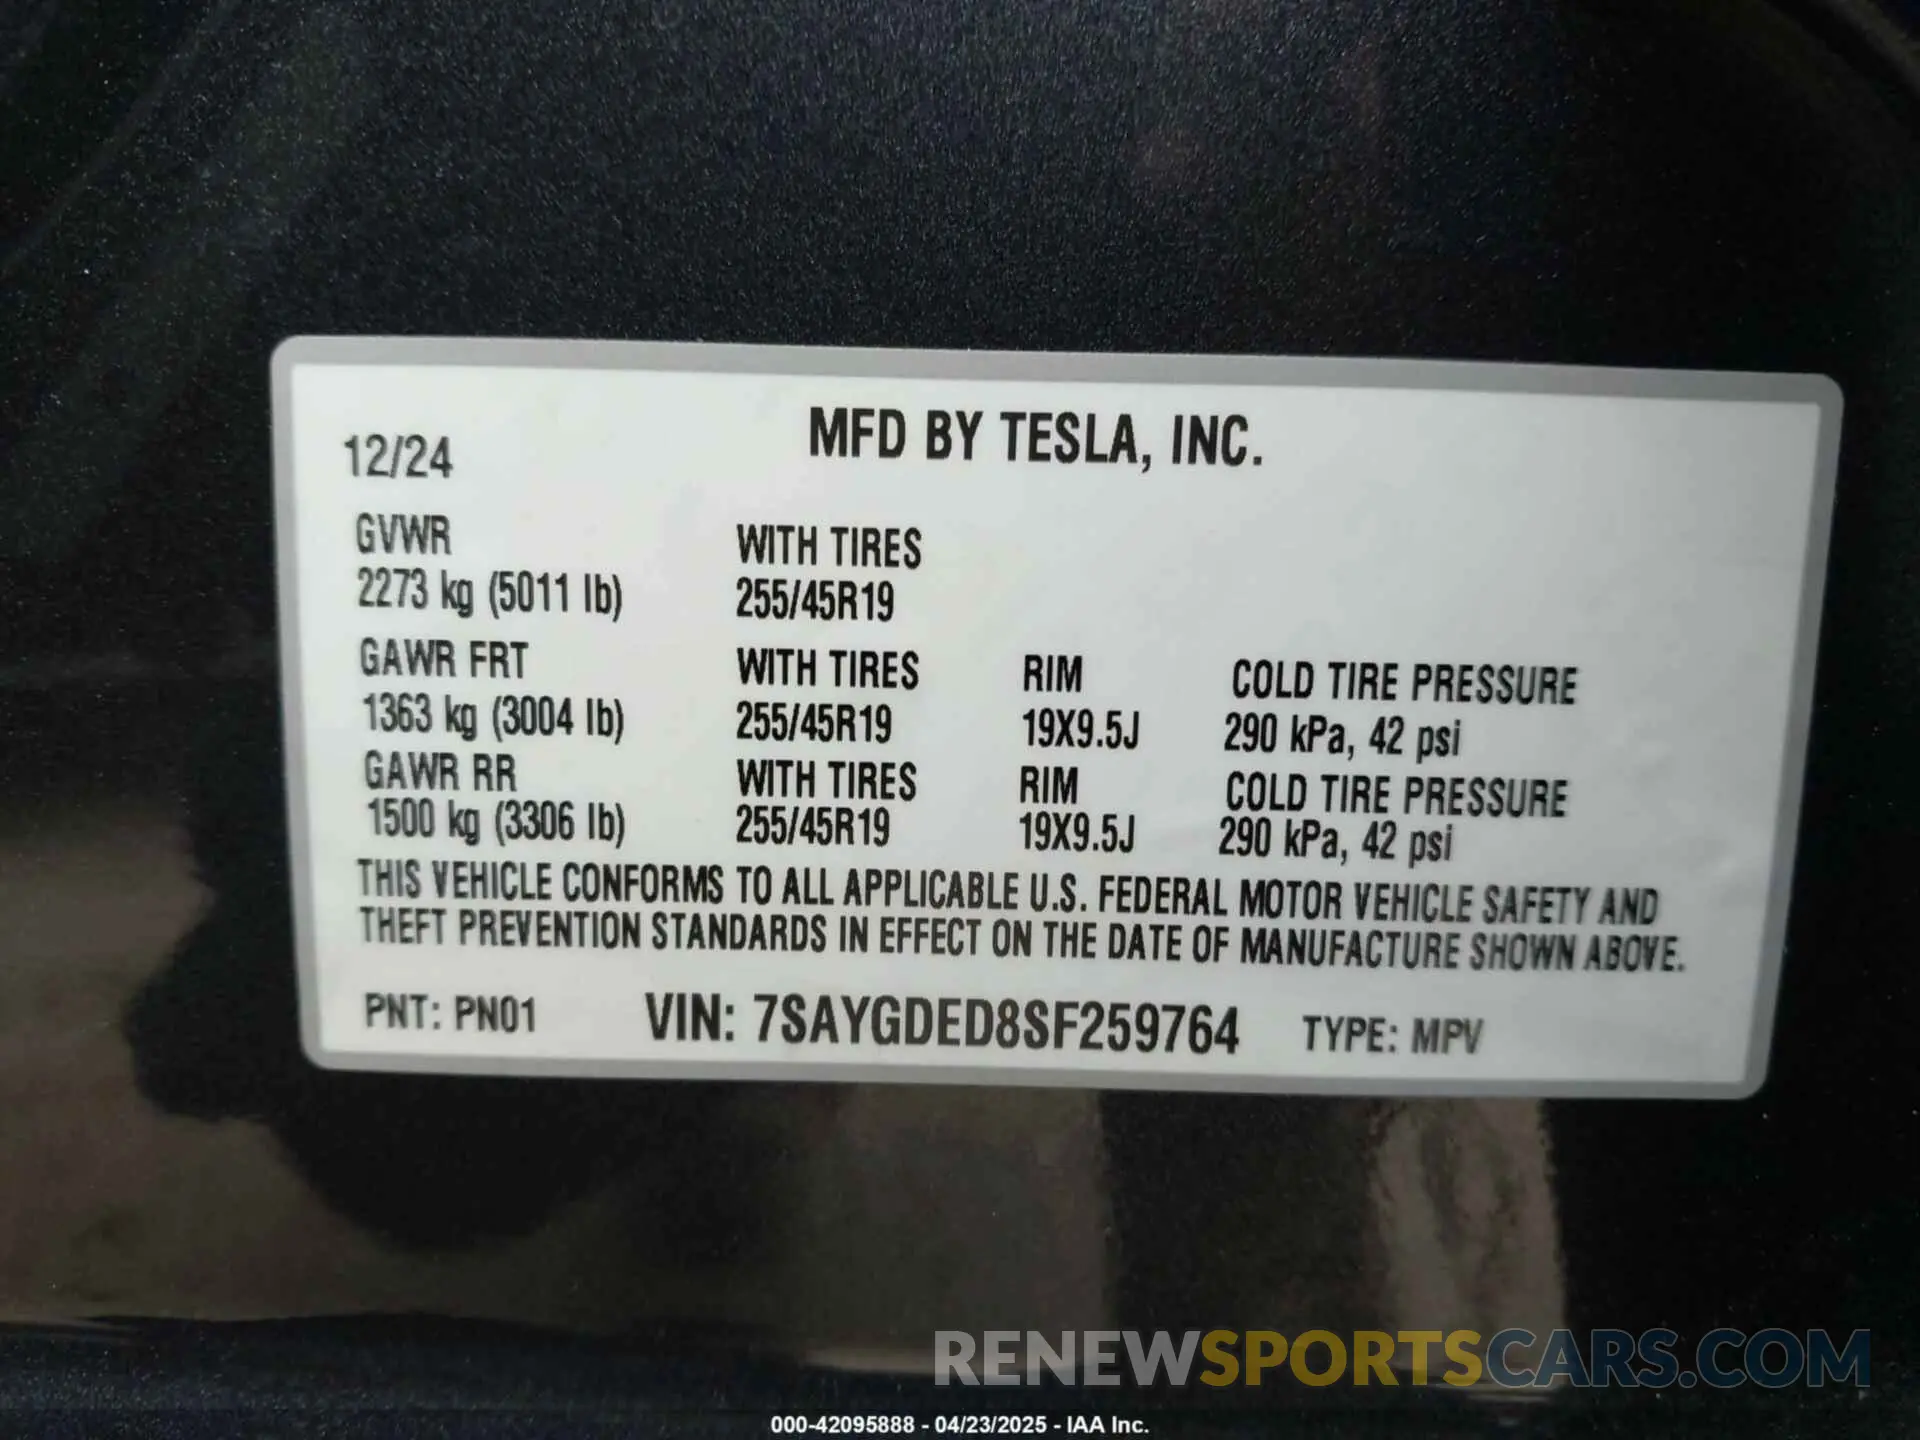 MFD BY TESLA, INC.
12/24
GVWR WITH TIRES
2273 kg (5011 lb) 255/45R19
GAWR FRT WITH TIRES RIM COLD TIRE PRESSURE
1363 kg (3004 lb) 255/45R19 19X9.5J 290 kPa, 42 psi
GAWR RR WITH TIRES RIM COLD TIRE PRESSURE
1500 kg (3306 lb) 255/45R19 19X9.5J 290 kPa, 42 psi
THIS VEHICLE CONFORMS TO ALL APPLICABLE U.S. FEDERAL MOTOR VEHICLE SAFETY AND
THEFT PREVENTION STANDARDS IN EFFECT ON THE DATE OF MANUFACTURE SHOWN ABOVE.
PNT: PN01 VIN: 7SAYGDED8SF259764 TYPE: MPV
RENEWSPORTSCARS.COM
000-42095888 - 04/23/2025 - IAA Inc.